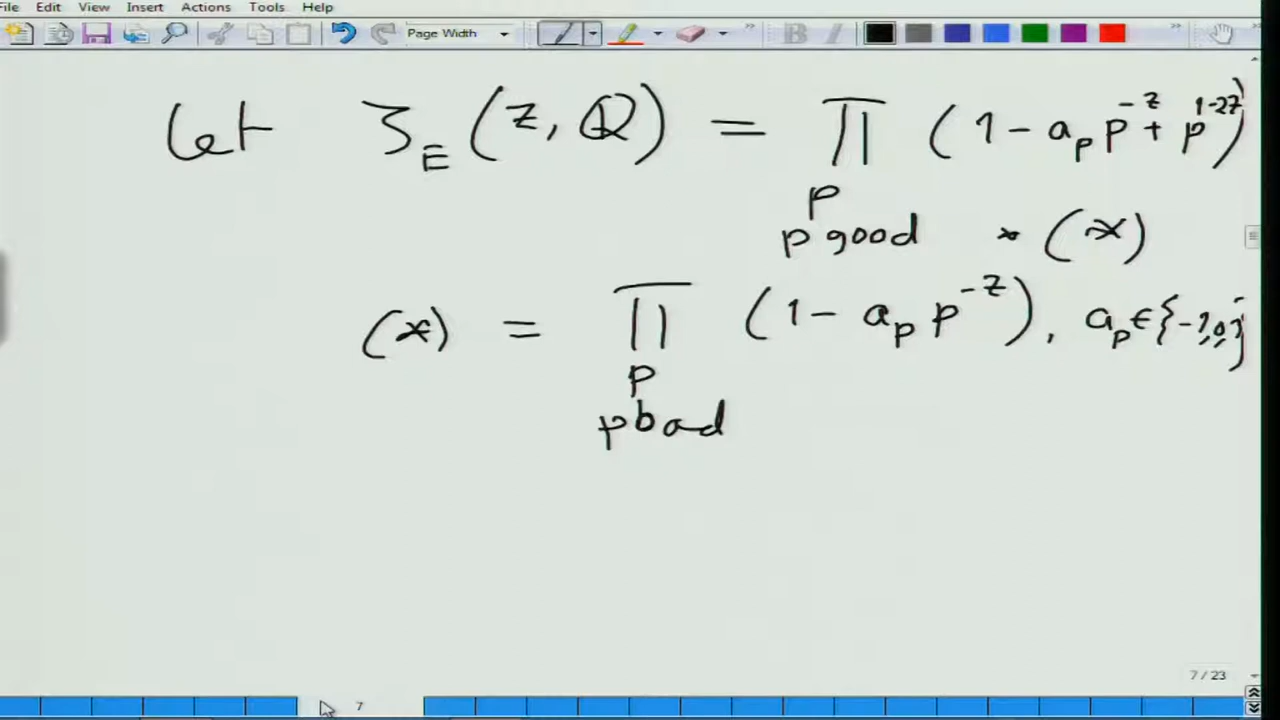 File Edit View Insert Actions Tools Help
Page Width
Let ζ_E(z, ℚ) = ∏ (1 - a_p p^{-z} + p^{1-2z})
p
p good * (*)
(*) = ∏ (1 - a_p p^{-z}), a_p ∈ {-1,0,1}
p
p bad
7 / 23
7